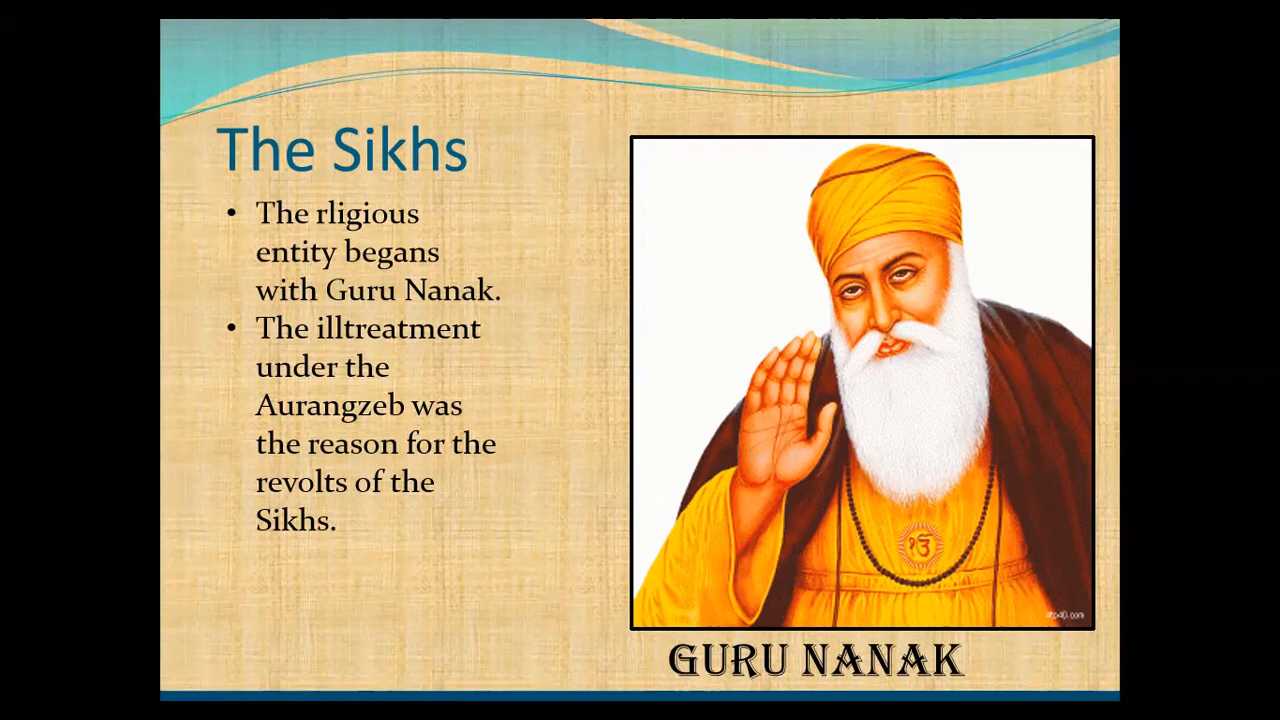 The Sikhs
• The rligious
entity begans
with Guru Nanak.
• The illtreatment
under the
Aurangzeb was
the reason for the
revolts of the
Sikhs.
ੴ
GURU NANAK